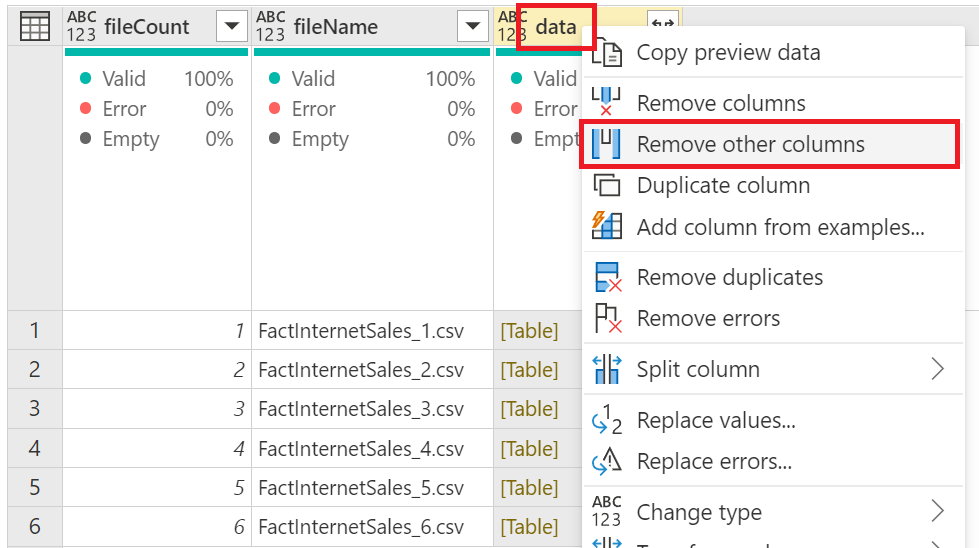 ABC 123 fileCount ABC 123 fileName ABC 123 data
Valid 100% Valid 100% Valid
Error 0% Error 0% Error
Empty 0% Empty 0% Empt
1 1 FactInternetSales_1.csv [Table]
2 2 FactInternetSales_2.csv [Table]
3 3 FactInternetSales_3.csv [Table]
4 4 FactInternetSales_4.csv [Table]
5 5 FactInternetSales_5.csv [Table]
6 6 FactInternetSales_6.csv [Table]
Copy preview data
Remove columns
Remove other columns
Duplicate column
Add column from examples...
Remove duplicates
Remove errors
Split column
1 2 Replace values...
Replace errors...
ABC 123 Change type